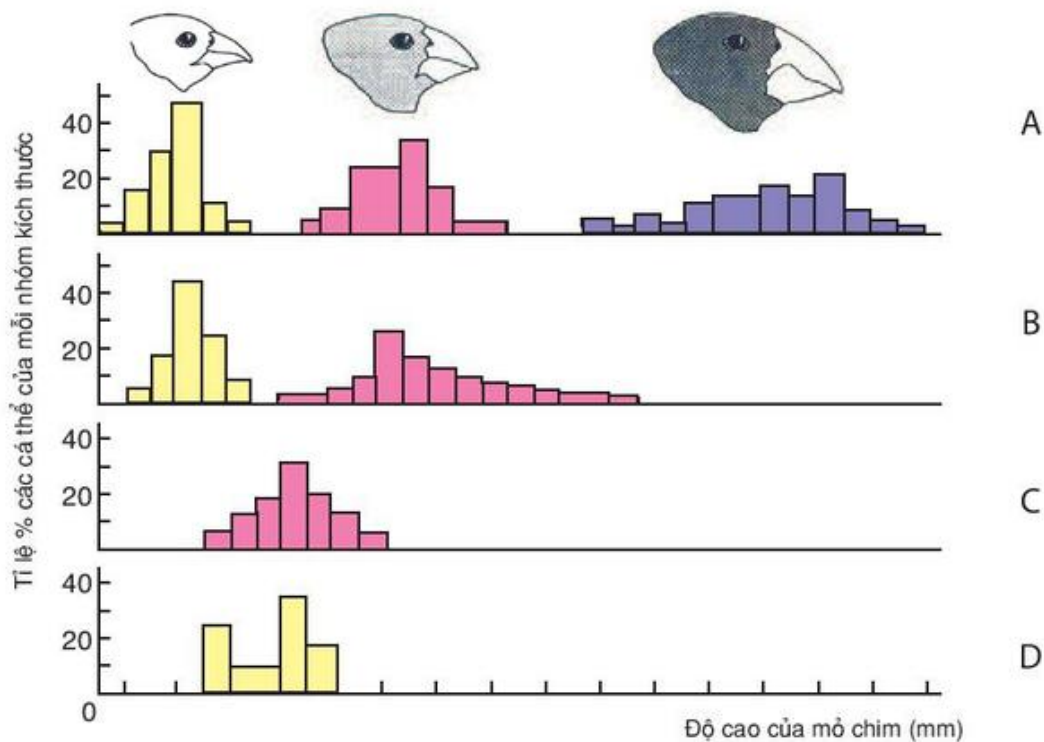 40
20
A
40
20
B
40
20
C
40
20
D
0
Tỉ lệ % các cá thể của mỗi nhóm kích thước
Độ cao của mỏ chim (mm)